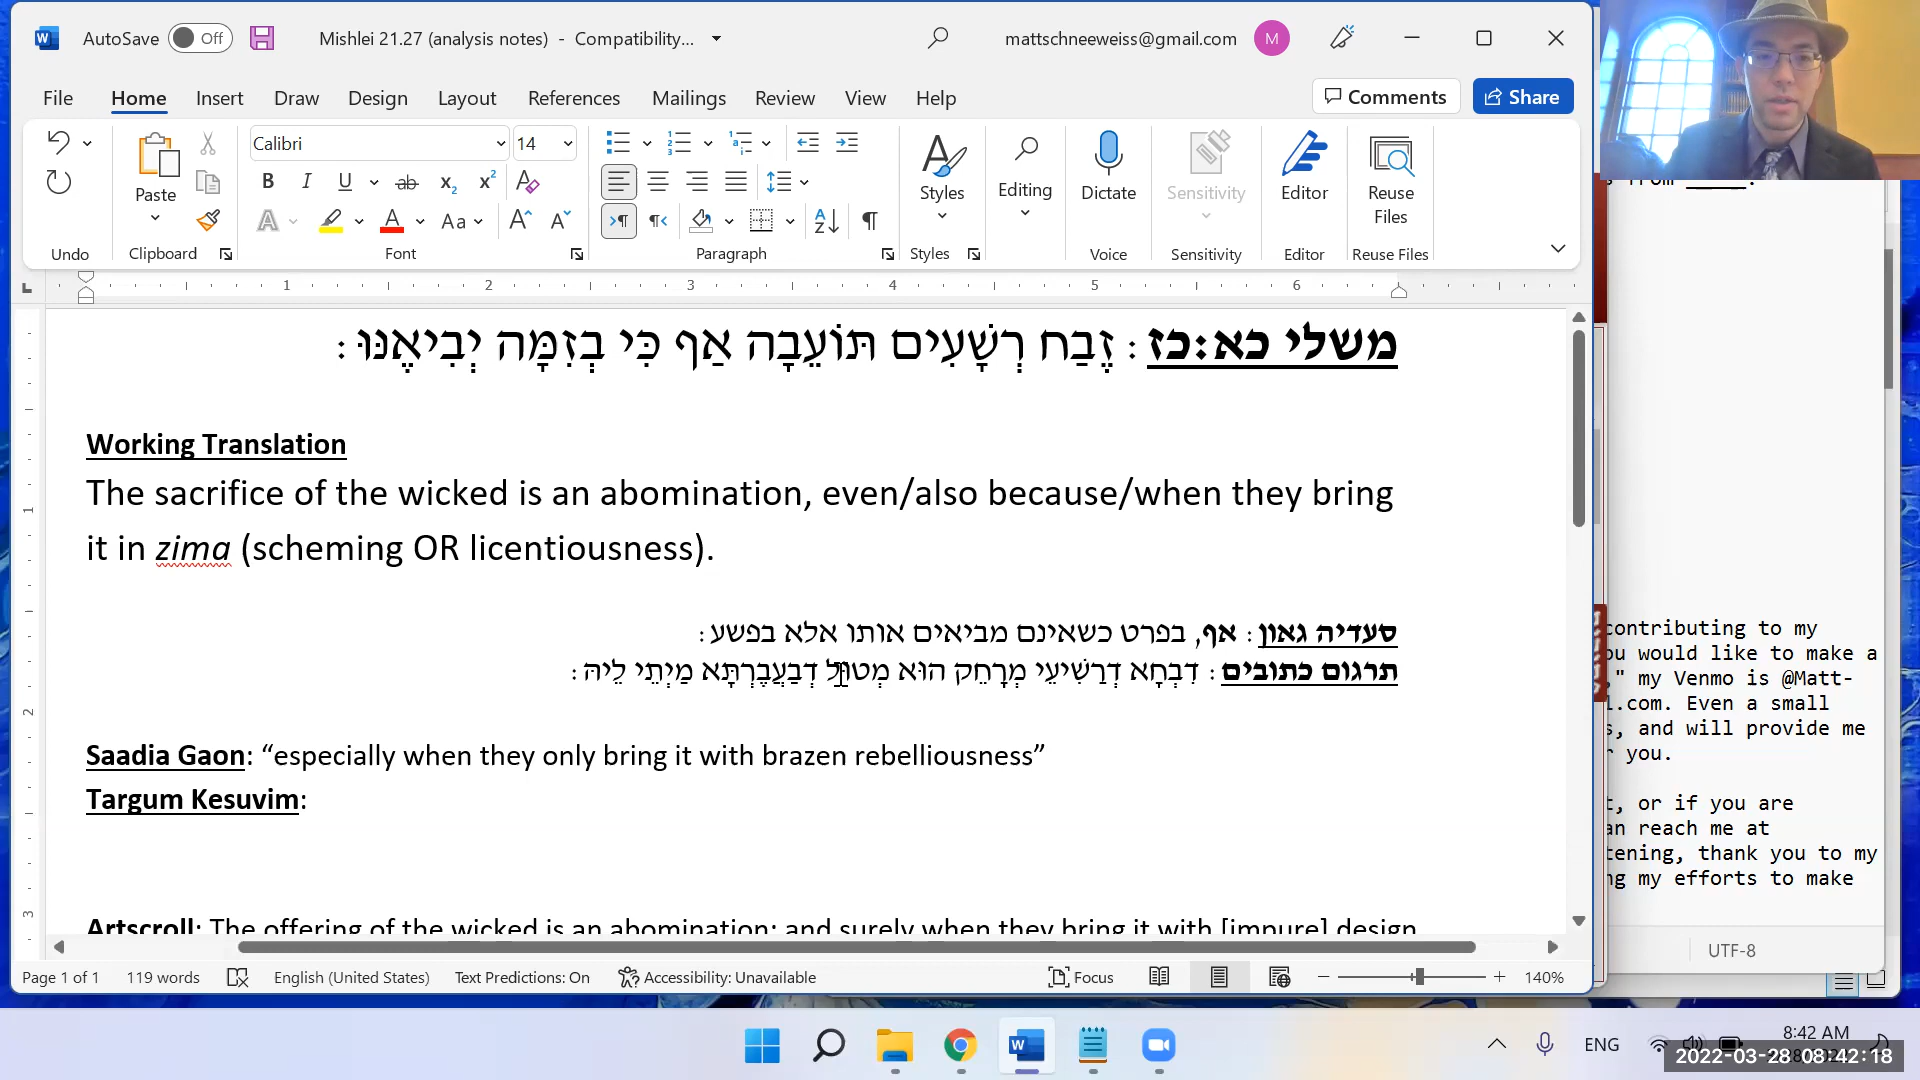 AutoSave Off Mishlei 21.27 (analysis notes) - Compatibility... mattschneeweiss@gmail.com M
File Home Insert Draw Design Layout References Mailings Review View Help Comments Share
Calibri 14
Paste Styles Editing Dictate Sensitivity Editor Reuse Files
Undo Clipboard Font Paragraph Styles Voice Sensitivity Editor Reuse Files
1 2 3 4 5 6
משלי כא:כז: זֶבַח רְשָׁעִים תּוֹעֵבָה אַף כִּי בְזִמָּה יְבִיאֶנּוּ:
Working Translation
The sacrifice of the wicked is an abomination, even/also because/when they bring
it in zima (scheming OR licentiousness).
סעדיה גאון: אף, בפרט כשאינם מביאים אותו אלא בפשע:
תרגום כתובים: דִּבְחָא דְרַשִׁיעֵי מְרָחֵק הוּא מְטוּל דְבַעֲבֶרְתָּא מַיְתֵי לֵיהּ:
Saadia Gaon: “especially when they only bring it with brazen rebelliousness”
Targum Kesuvim:
Artscroll: The offering of the wicked is an abomination; and surely when they bring it with [impure] design
contributing to my
ou would like to make a
," my Venmo is @Matt-
l.com. Even a small
s, and will provide me
r you.
t, or if you are
an reach me at
tening, thank you to my
ng my efforts to make
UTF-8
Page 1 of 1 119 words English (United States) Text Predictions: On Accessibility: Unavailable Focus 140%
ENG 8:42 AM
2022-03-28 08:42:18